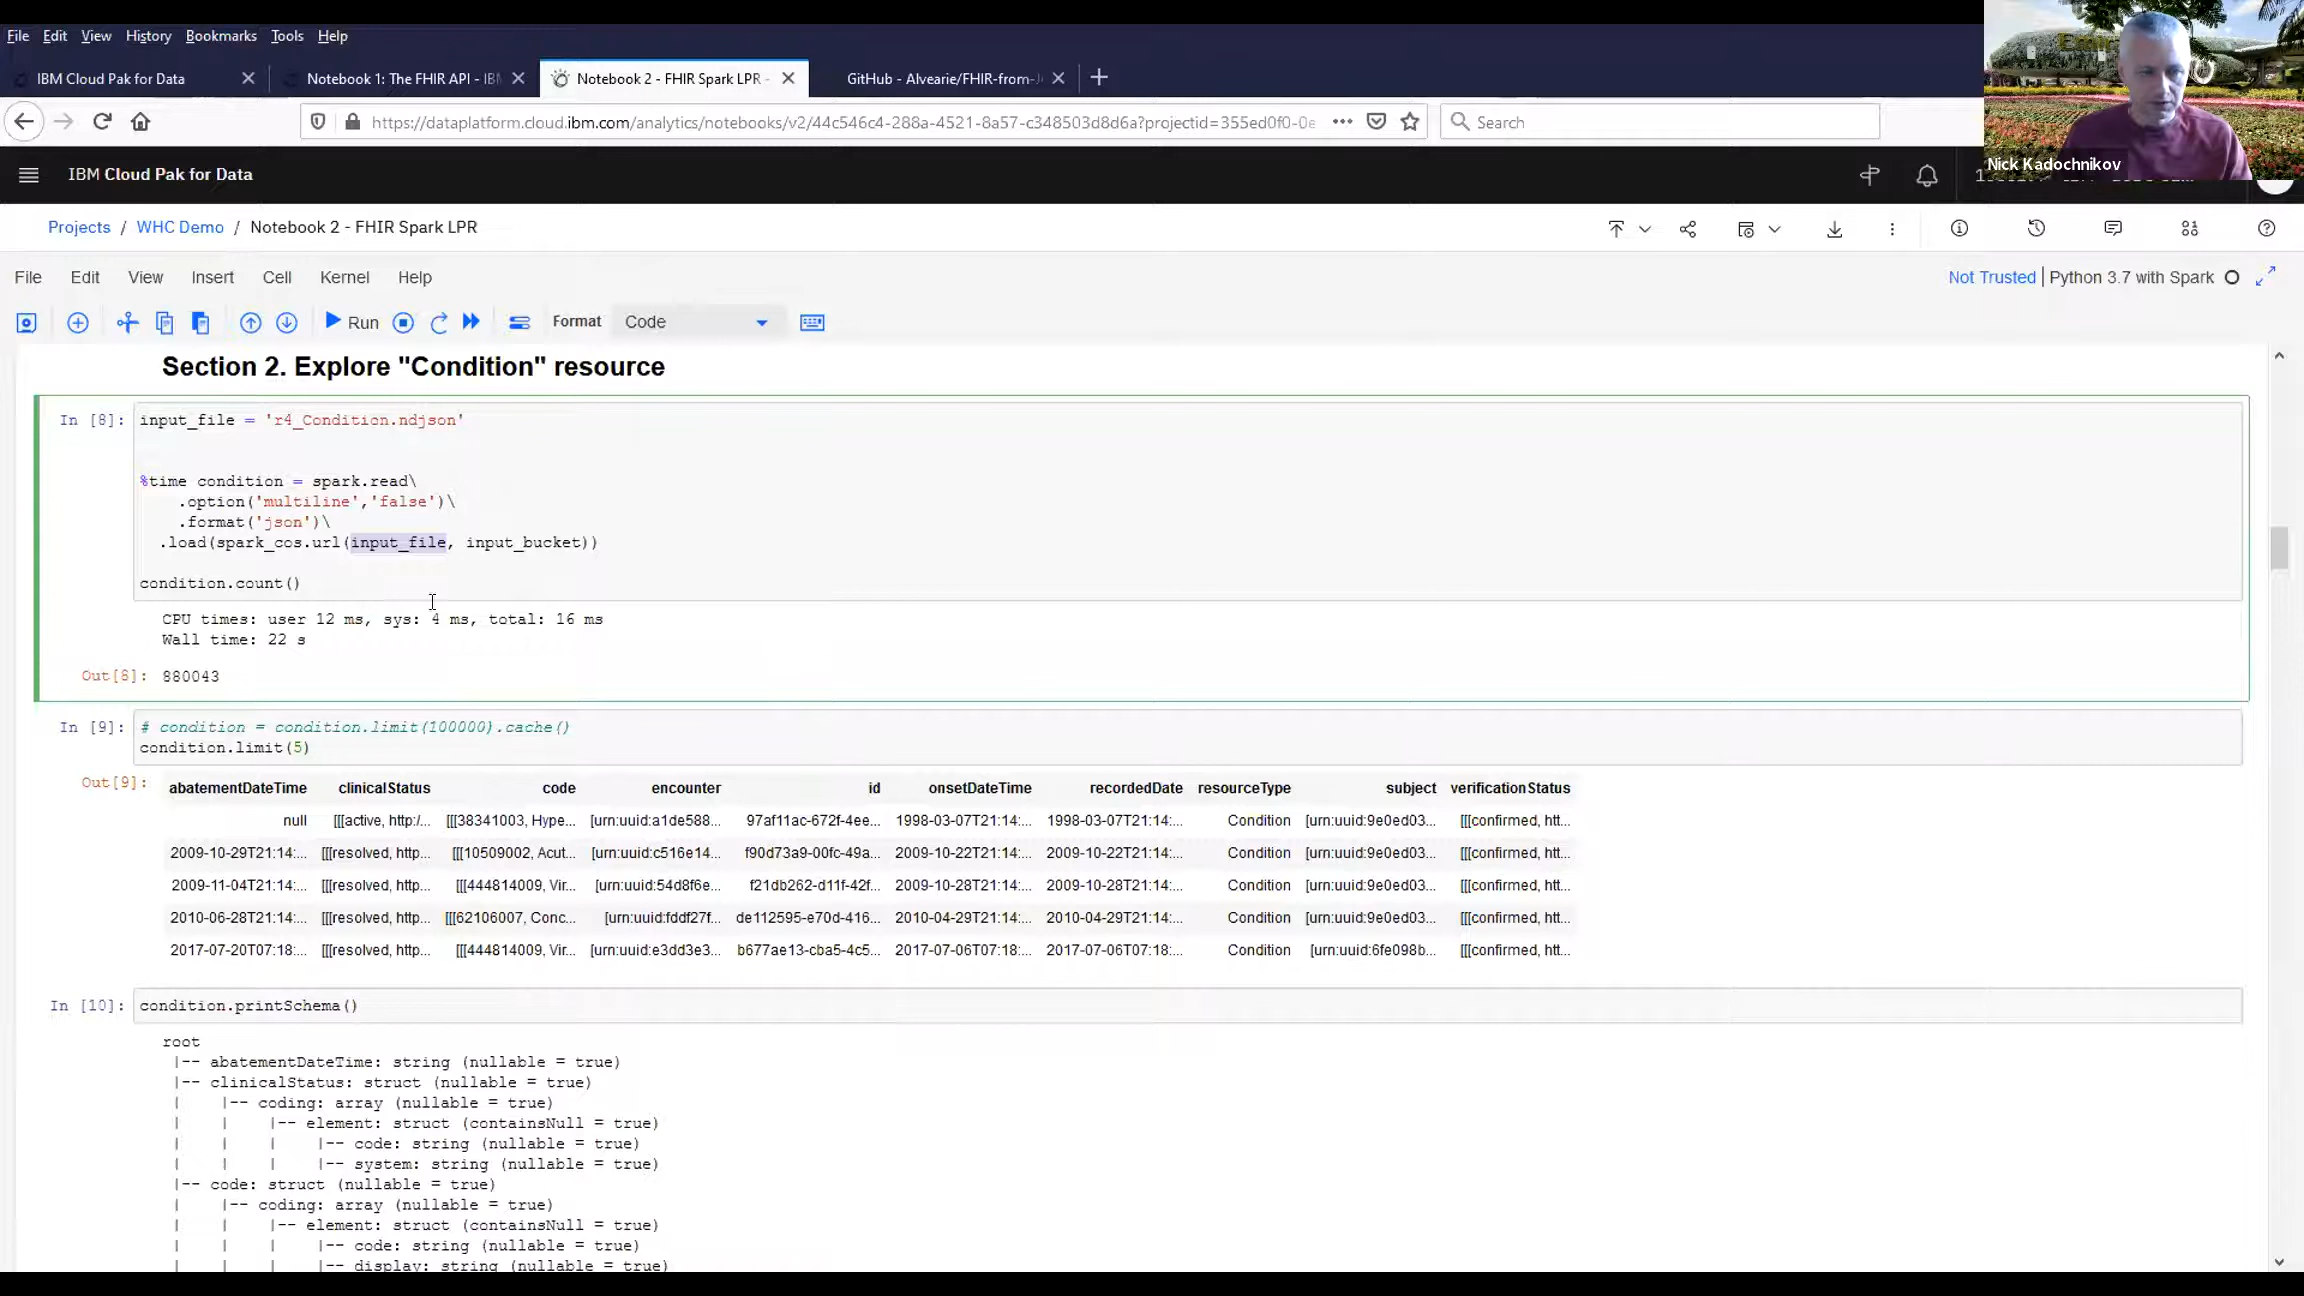 File Edit View History Bookmarks Tools Help
IBM Cloud Pak for Data
Notebook 1: The FHIR API - IBM
Notebook 2 - FHIR Spark LPR -
GitHub - Alvearie/FHIR-from-
https://dataplatform.cloud.ibm.com/analytics/notebooks/v2/44c546c4-288a-4521-8a57-c348503d8d6a?projectid=355ed0f0-0e
Search
Nick Kadochnikov
IBM Cloud Pak for Data
Projects / WHC Demo / Notebook 2 - FHIR Spark LPR
File Edit View Insert Cell Kernel Help
Not Trusted | Python 3.7 with Spark
Run Format Code
Section 2. Explore "Condition" resource
In [8]: input_file = 'r4_Condition.ndjson'
%time condition = spark.read\
.option('multiline','false')\
.format('json')\
.load(spark_cos.url(input_file, input_bucket))
condition.count()
CPU times: user 12 ms, sys: 4 ms, total: 16 ms
Wall time: 22 s
Out[8]: 880043
In [9]: # condition = condition.limit(100000).cache()
condition.limit(5)
Out[9]:
abatementDateTime clinicalStatus code encounter id onsetDateTime recordedDate resourceType subject verificationStatus
null [[[active, http:/... [[[38341003, Hype... [urn:uuid:a1de588... 97af11ac-672f-4ee... 1998-03-07T21:14:... 1998-03-07T21:14:... Condition [urn:uuid:9e0ed03... [[[confirmed, htt...
2009-10-29T21:14:... [[[resolved, http... [[[10509002, Acut... [urn:uuid:c516e14... f90d73a9-00fc-49a... 2009-10-22T21:14:... 2009-10-22T21:14:... Condition [urn:uuid:9e0ed03... [[[confirmed, htt...
2009-11-04T21:14:... [[[resolved, http... [[[444814009, Vir... [urn:uuid:54d8f6e... f21db262-d11f-42f... 2009-10-28T21:14:... 2009-10-28T21:14:... Condition [urn:uuid:9e0ed03... [[[confirmed, htt...
2010-06-28T21:14:... [[[resolved, http... [[[62106007, Conc... [urn:uuid:fddf27f... de112595-e70d-416... 2010-04-29T21:14:... 2010-04-29T21:14:... Condition [urn:uuid:9e0ed03... [[[confirmed, htt...
2017-07-20T07:18:... [[[resolved, http... [[[444814009, Vir... [urn:uuid:e3dd3e3... b677ae13-cba5-4c5... 2017-07-06T07:18:... 2017-07-06T07:18:... Condition [urn:uuid:6fe098b... [[[confirmed, htt...
In [10]: condition.printSchema()
root
|-- abatementDateTime: string (nullable = true)
|-- clinicalStatus: struct (nullable = true)
| |-- coding: array (nullable = true)
| | |-- element: struct (containsNull = true)
| | | |-- code: string (nullable = true)
| | | |-- system: string (nullable = true)
|-- code: struct (nullable = true)
| |-- coding: array (nullable = true)
| | |-- element: struct (containsNull = true)
| | | |-- code: string (nullable = true)
| | | |-- display: string (nullable = true)